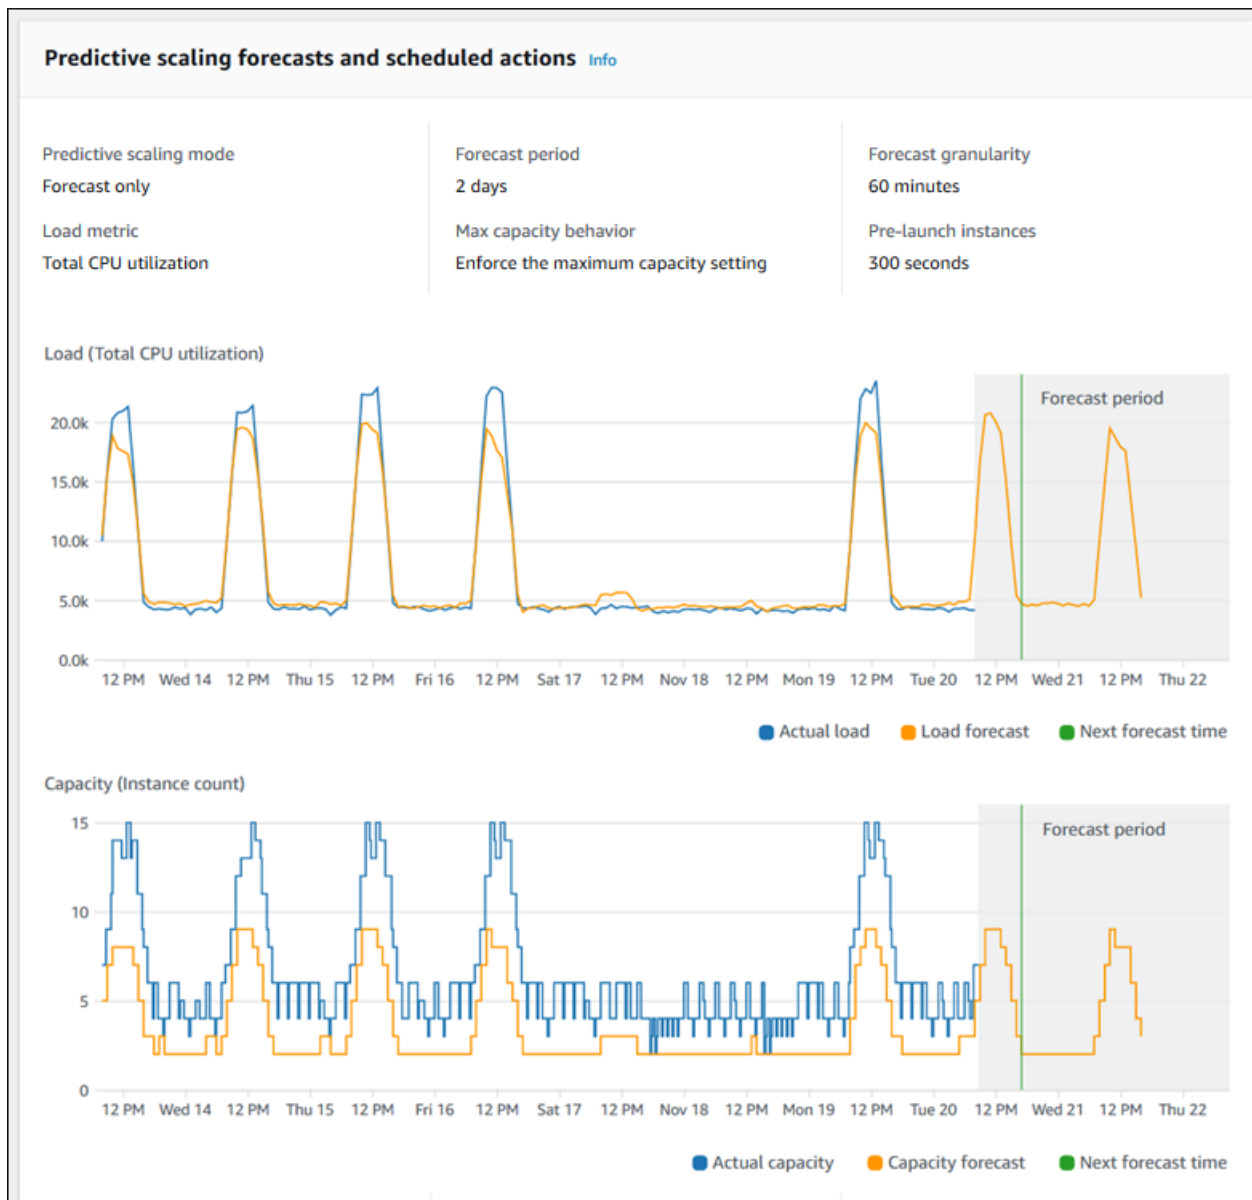 Predictive scaling forecasts and scheduled actions Info
Predictive scaling mode
Forecast only
Forecast period
2 days
Forecast granularity
60 minutes
Load metric
Total CPU utilization
Max capacity behavior
Enforce the maximum capacity setting
Pre-launch instances
300 seconds
Load (Total CPU utilization)
Forecast period
20.0k
15.0k
10.0k
5.0k
0.0k
12 PM Wed 14 12 PM Thu 15 12 PM Fri 16 12 PM Sat 17 12 PM Nov 18 12 PM Mon 19 12 PM Tue 20 12 PM Wed 21 12 PM Thu 22
Actual load Load forecast Next forecast time
Capacity (Instance count)
Forecast period
15
10
5
0
12 PM Wed 14 12 PM Thu 15 12 PM Fri 16 12 PM Sat 17 12 PM Nov 18 12 PM Mon 19 12 PM Tue 20 12 PM Wed 21 12 PM Thu 22
Actual capacity Capacity forecast Next forecast time